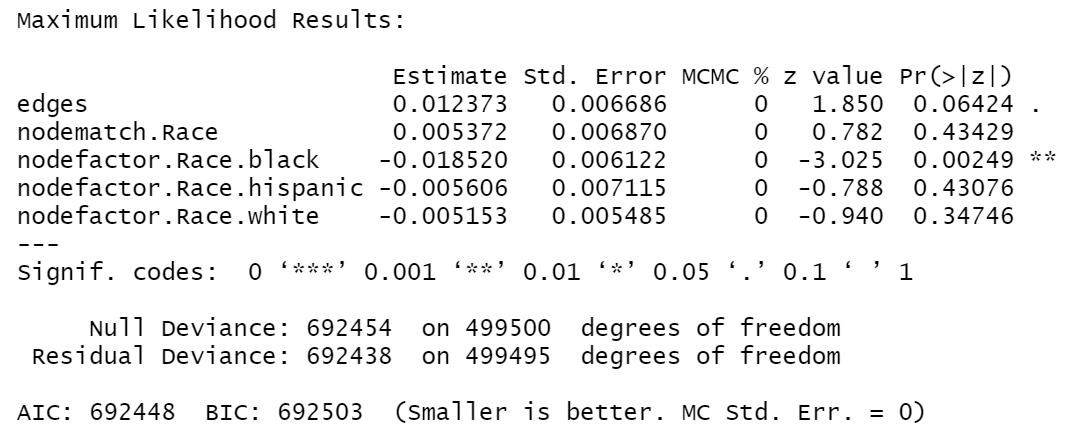 Maximum Likelihood Results:
Estimate Std. Error MCMC % z value Pr(>|z|)
edges 0.012373 0.006686 0 1.850 0.06424 .
nodematch.Race 0.005372 0.006870 0 0.782 0.43429
nodefactor.Race.black -0.018520 0.006122 0 -3.025 0.00249 **
nodefactor.Race.hispanic -0.005606 0.007115 0 -0.788 0.43076
nodefactor.Race.white -0.005153 0.005485 0 -0.940 0.34746
---
Signif. codes: 0 ‘***’ 0.001 ‘**’ 0.01 ‘*’ 0.05 ‘.’ 0.1 ‘ ’ 1
Null Deviance: 692454 on 499500 degrees of freedom
Residual Deviance: 692438 on 499495 degrees of freedom
AIC: 692448 BIC: 692503 (Smaller is better. MC Std. Err. = 0)